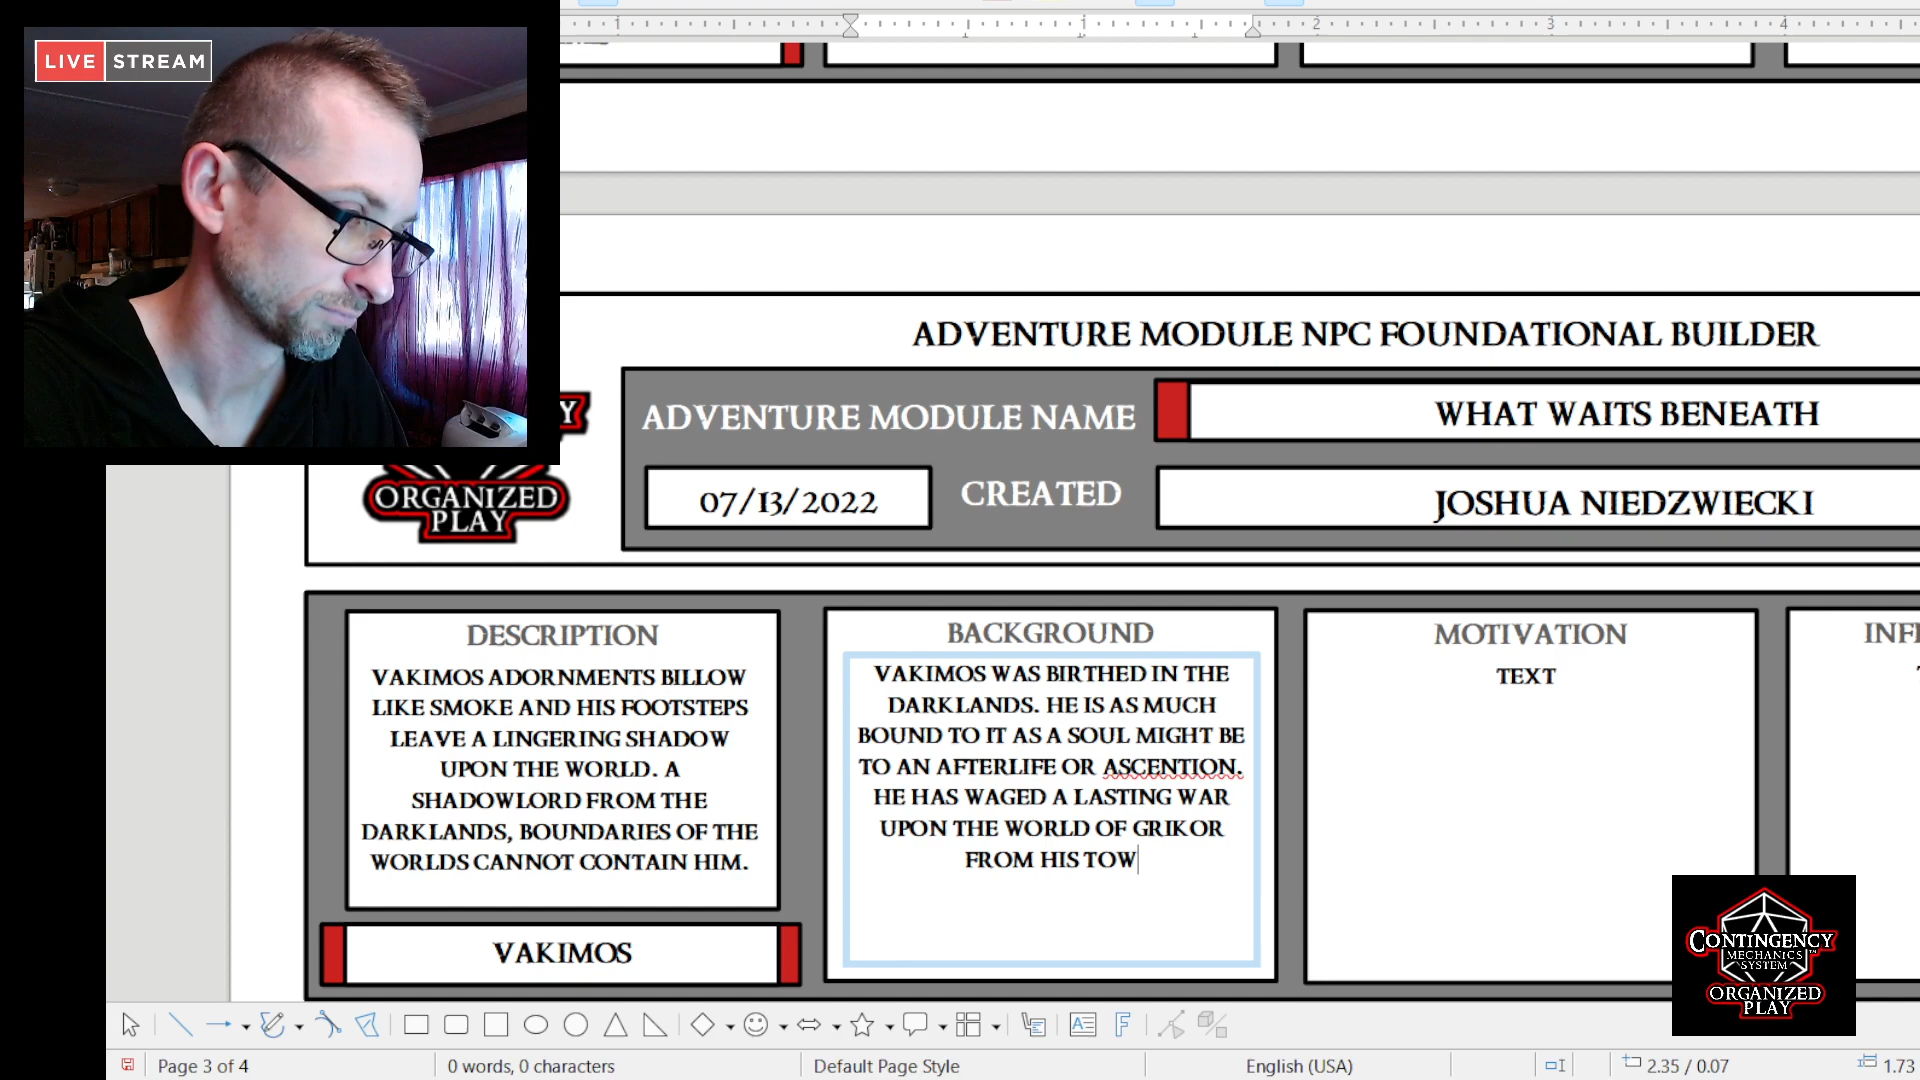 LIVE STREAM
2
3
4
ADVENTURE MODULE NPC FOUNDATIONAL BUILDER
ADVENTURE MODULE NAME
WHAT WAITS BENEATH
07/13/2022
CREATED
JOSHUA NIEDZWIECKI
ORGANIZED
PLAY
DESCRIPTION
VAKIMOS ADORNMENTS BILLOW
LIKE SMOKE AND HIS FOOTSTEPS
LEAVE A LINGERING SHADOW
UPON THE WORLD. A
SHADOWLORD FROM THE
DARKLANDS, BOUNDARIES OF THE
WORLDS CANNOT CONTAIN HIM.
VAKIMOS
BACKGROUND
VAKIMOS WAS BIRTHED IN THE
DARKLANDS. HE IS AS MUCH
BOUND TO IT AS A SOUL MIGHT BE
TO AN AFTERLIFE OR ASCENTION.
HE HAS WAGED A LASTING WAR
UPON THE WORLD OF GRIKOR
FROM HIS TOW
MOTIVATION
TEXT
CONTINGENCY
MECHANICS
SYSTEM
ORGANIZED
PLAY
Page 3 of 4
0 words, 0 characters
Default Page Style
English (USA)
2.35 / 0.07
1.73